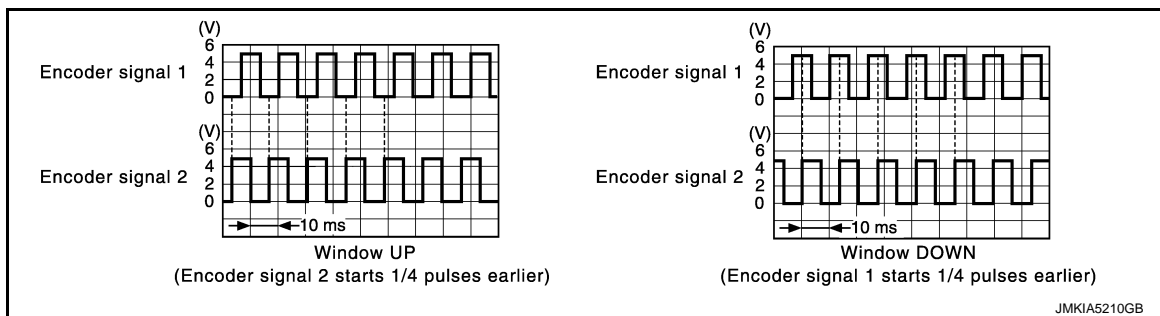 (V)
6
4
2
0
Encoder signal 1
(V)
6
4
2
0
Encoder signal 2
10 ms
Window UP
(Encoder signal 2 starts 1/4 pulses earlier)
(V)
6
4
2
0
Encoder signal 1
(V)
6
4
2
0
Encoder signal 2
10 ms
Window DOWN
(Encoder signal 1 starts 1/4 pulses earlier)
JMKIA5210GB